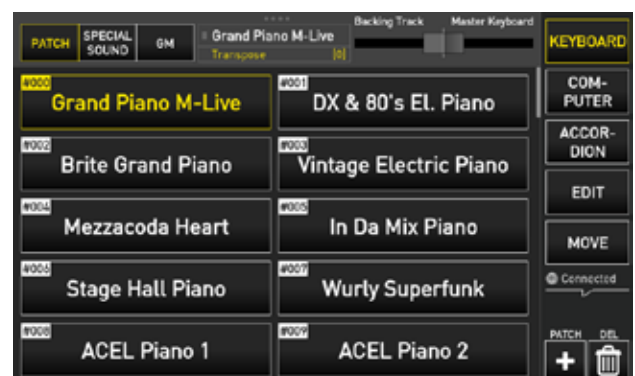 Backing Track Master Keyboard
PATCH
SPECIAL
SOUND
GM
Grand Piano M-Live
Transpose [0]
KEYBOARD
#000
Grand Piano M-Live
#001
DX & 80's El. Piano
COM-
PUTER
#002
Brite Grand Piano
#003
Vintage Electric Piano
ACCOR-
DION
#004
Mezzacoda Heart
#005
In Da Mix Piano
EDIT
MOVE
#006
Stage Hall Piano
#007
Wurly Superfunk
Connected
#008
ACEL Piano 1
#009
ACEL Piano 2
PATCH DEL
+